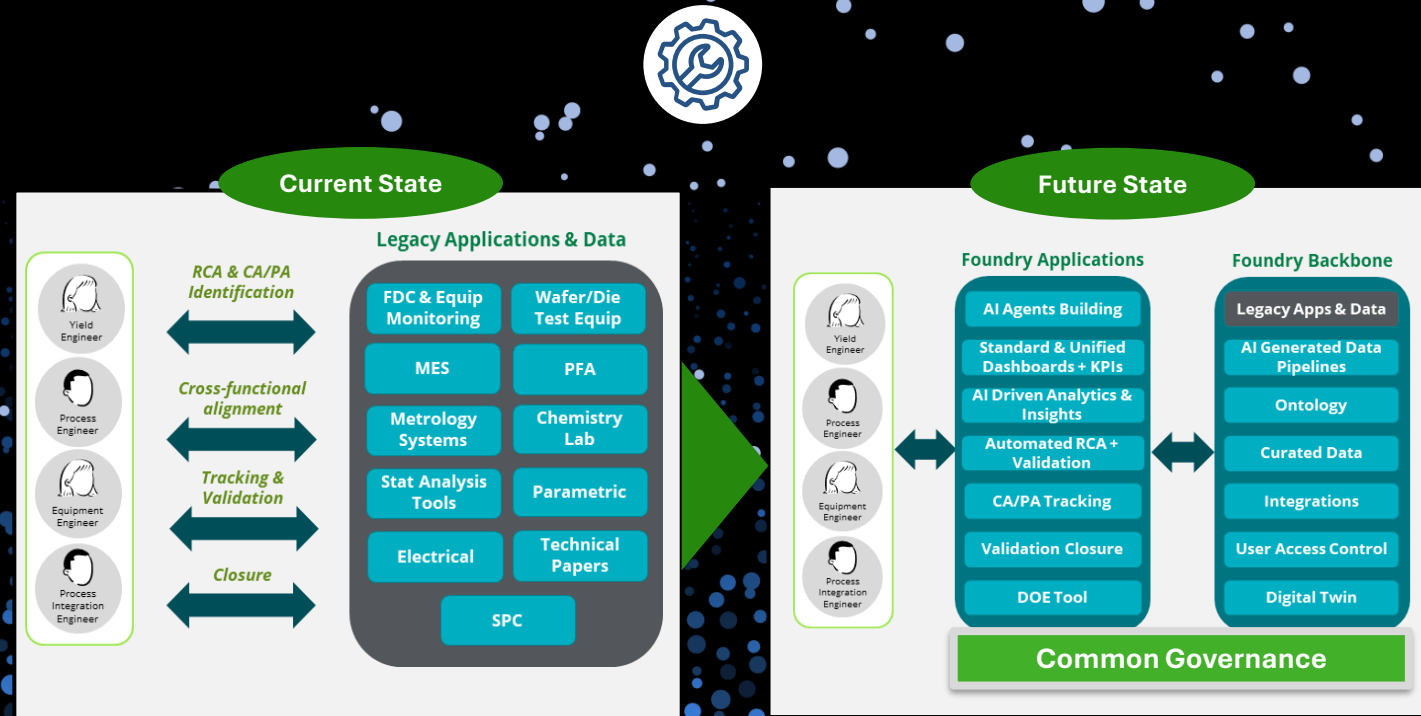 Current State
Legacy Applications & Data
Yield
Engineer
Process
Engineer
Equipment
Engineer
Process
Integration
Engineer
RCA & CA/PA
Identification
Cross-functional
alignment
Tracking &
Validation
Closure
FDC & Equip
Monitoring
Wafer/Die
Test Equip
MES
PFA
Metrology
Systems
Chemistry
Lab
Stat Analysis
Tools
Parametric
Electrical
Technical
Papers
SPC
Future State
Yield
Engineer
Process
Engineer
Equipment
Engineer
Process
Integration
Engineer
Foundry Applications
AI Agents Building
Standard & Unified
Dashboards + KPIs
AI Driven Analytics &
Insights
Automated RCA +
Validation
CA/PA Tracking
Validation Closure
DOE Tool
Foundry Backbone
Legacy Apps & Data
AI Generated Data
Pipelines
Ontology
Curated Data
Integrations
User Access Control
Digital Twin
Common Governance